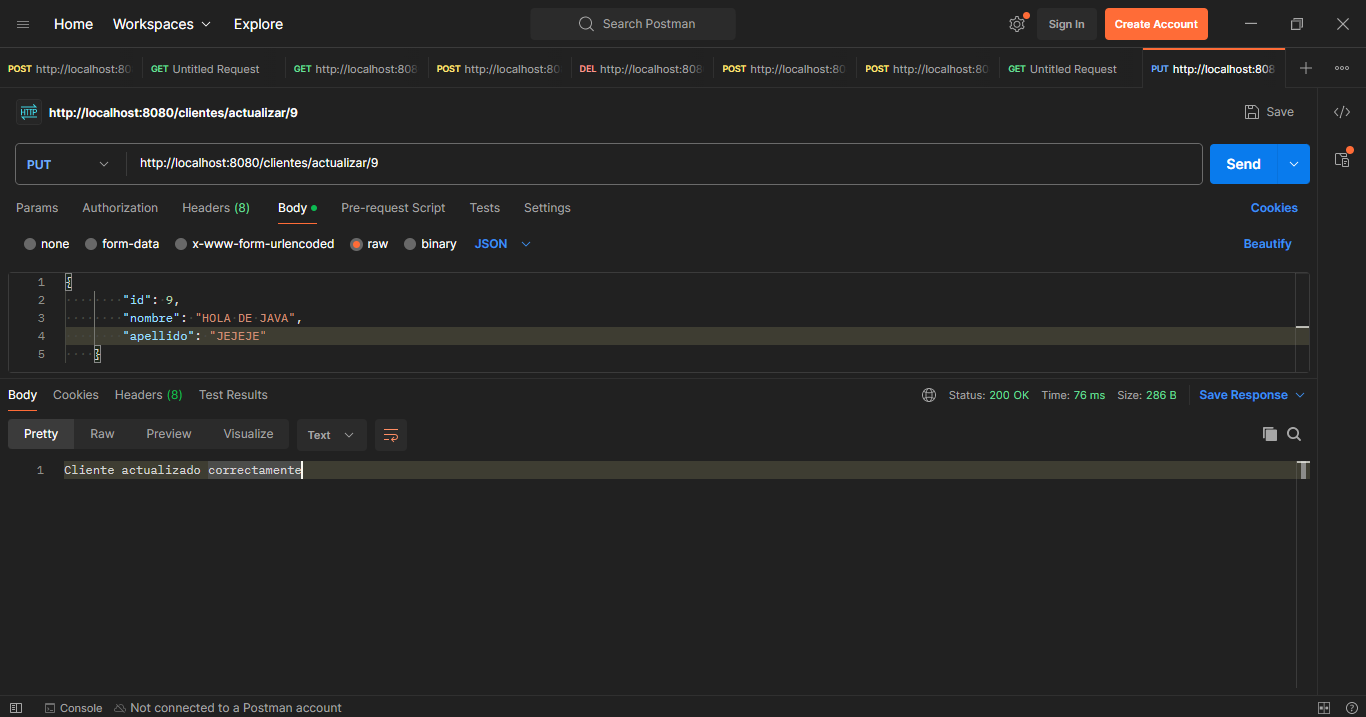 Home Workspaces Explore Search Postman Sign In Create Account
POST http://localhost:80 GET Untitled Request GET http://localhost:808 POST http://localhost:80 DEL http://localhost:808 POST http://localhost:80 POST http://localhost:80 GET Untitled Request PUT http://localhost:808
HTTP http://localhost:8080/clientes/actualizar/9 Save </>
PUT http://localhost:8080/clientes/actualizar/9 Send
Params Authorization Headers (8) Body Pre-request Script Tests Settings Cookies
none form-data x-www-form-urlencoded raw binary JSON Beautify
1 {
2 "id": 9,
3 "nombre": "HOLA DE JAVA",
4 "apellido": "JEJEJE"
5 }
Body Cookies Headers (8) Test Results Status: 200 OK Time: 76 ms Size: 286 B Save Response
Pretty Raw Preview Visualize Text
1 Cliente actualizado correctamente
Console Not connected to a Postman account